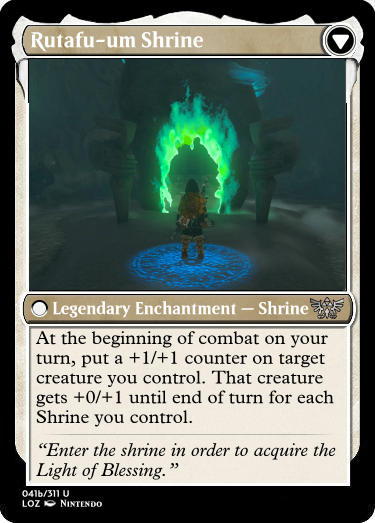 Rutafu-um Shrine
Legendary Enchantment — Shrine
At the beginning of combat on your
turn, put a +1/+1 counter on target
creature you control. That creature
gets +0/+1 until end of turn for each
Shrine you control.
“Enter the shrine in order to acquire the
Light of Blessing.”
041b/311 U
LOZ Nintendo